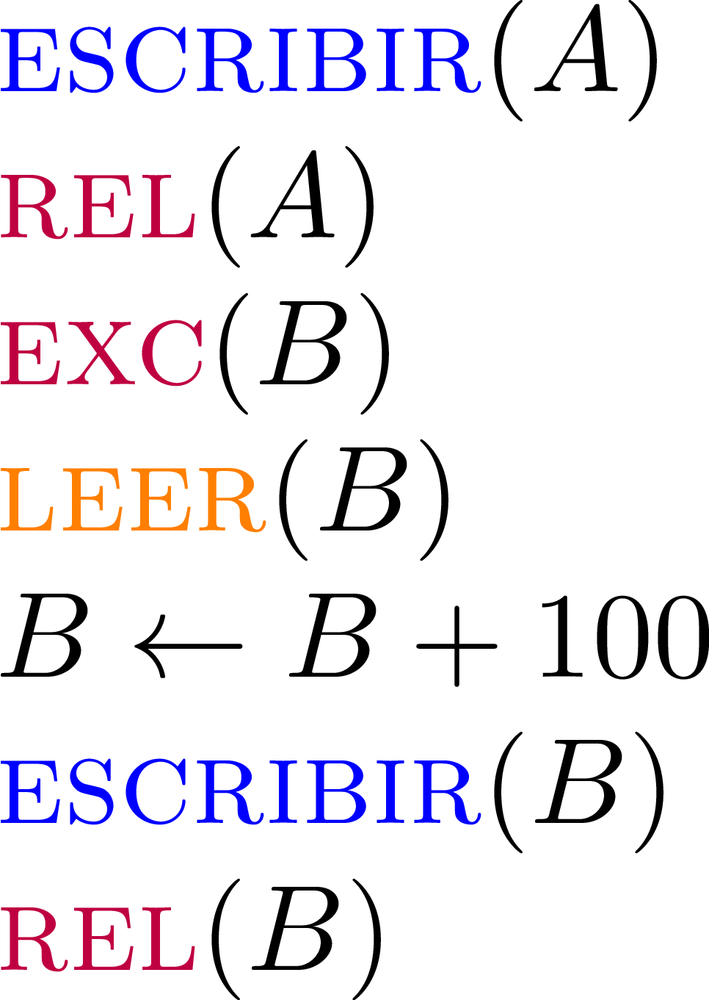 ESCRIBIR(A)
REL(A)
EXC(B)
LEER(B)
B ← B + 100
ESCRIBIR(B)
REL(B)